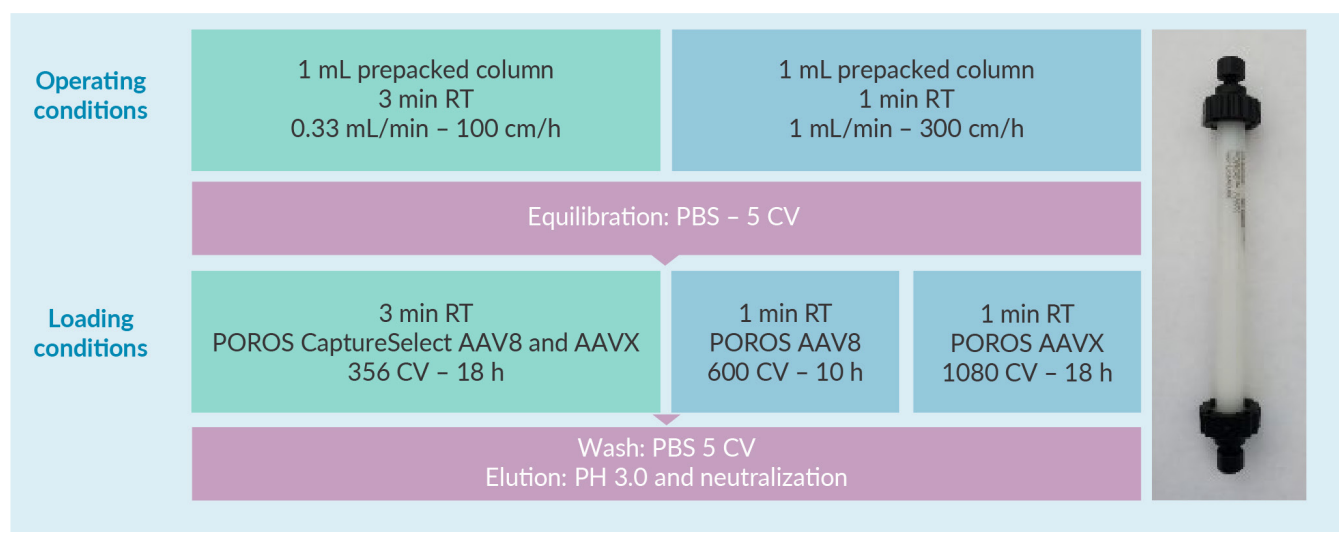 Operating
conditions
1 mL prepacked column
3 min RT
0.33 mL/min – 100 cm/h
1 mL prepacked column
1 min RT
1 mL/min – 300 cm/h
Equilibration: PBS – 5 CV
Loading
conditions
3 min RT
POROS CaptureSelect AAV8 and AAVX
356 CV – 18 h
1 min RT
POROS AAV8
600 CV – 10 h
1 min RT
POROS AAVX
1080 CV – 18 h
Wash: PBS 5 CV
Elution: PH 3.0 and neutralization